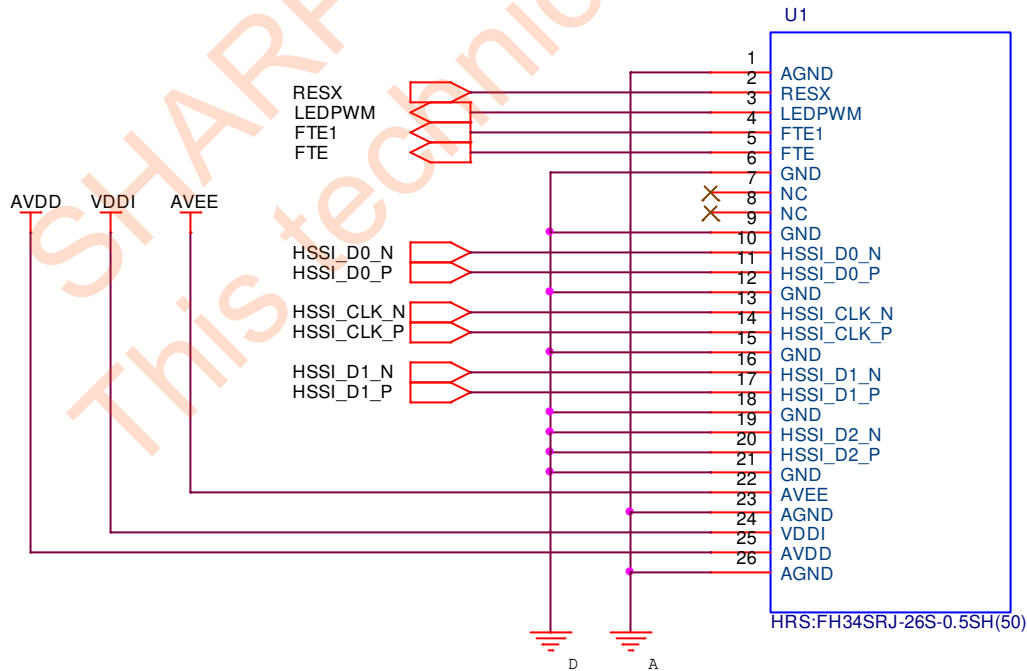 U1
1
AGND
2
RESX RESX
3
LEDPWM LEDPWM
4
FTE1 FTE1
5
FTE FTE
6
GND
7
NC
8
NC
9
GND
AVDD VDDI AVEE
10
HSSI_D0_N HSSI_D0_N
11
HSSI_D0_P HSSI_D0_P
12
GND
13
HSSI_CLK_N HSSI_CLK_N
14
HSSI_CLK_P HSSI_CLK_P
15
GND
16
HSSI_D1_N HSSI_D1_N
17
HSSI_D1_P HSSI_D1_P
18
GND
19
HSSI_D2_N
20
HSSI_D2_P
21
GND
22
AVEE
23
AGND
24
VDDI
25
AVDD
26
AGND
HRS:FH34SRJ-26S-0.5SH(50)
D A
This